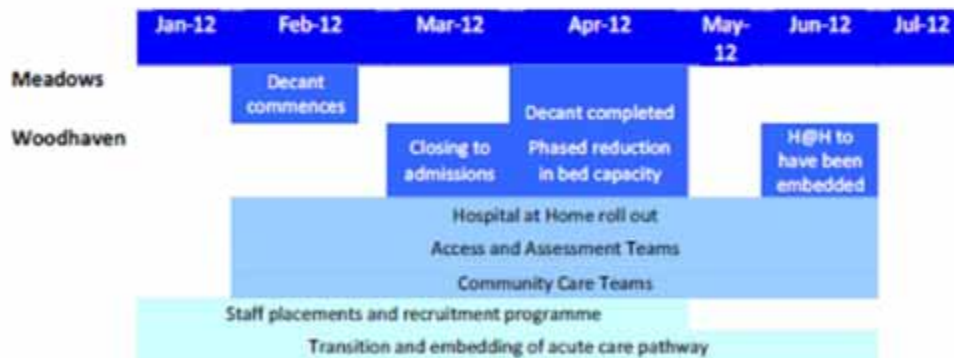 Jan-12 Feb-12 Mar-12 Apr-12 May-12 Jun-12 Jul-12
Meadows
Decant commences
Decant completed
Woodhaven
Closing to admissions
Phased reduction in bed capacity
H@H to have been embedded
Hospital at Home roll out
Access and Assessment Teams
Community Care Teams
Staff placements and recruitment programme
Transition and embedding of acute care pathway